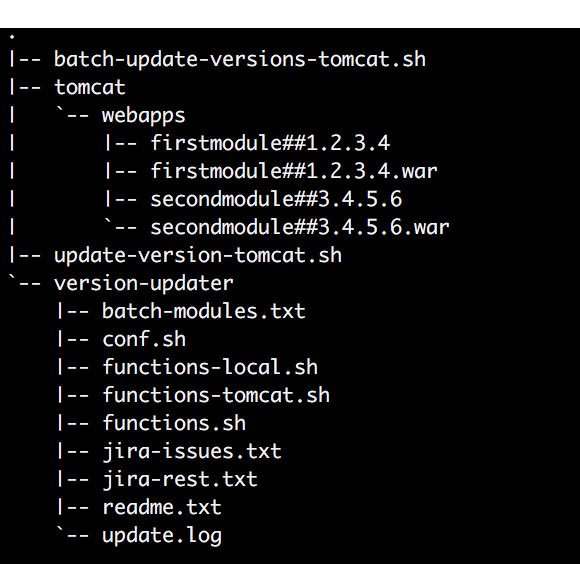 .
|-- batch-update-versions-tomcat.sh
|-- tomcat
|   `-- webapps
|       |-- firstmodule##1.2.3.4
|       |-- firstmodule##1.2.3.4.war
|       |-- secondmodule##3.4.5.6
|       `-- secondmodule##3.4.5.6.war
|-- update-version-tomcat.sh
`-- version-updater
    |-- batch-modules.txt
    |-- conf.sh
    |-- functions-local.sh
    |-- functions-tomcat.sh
    |-- functions.sh
    |-- jira-issues.txt
    |-- jira-rest.txt
    |-- readme.txt
    `-- update.log